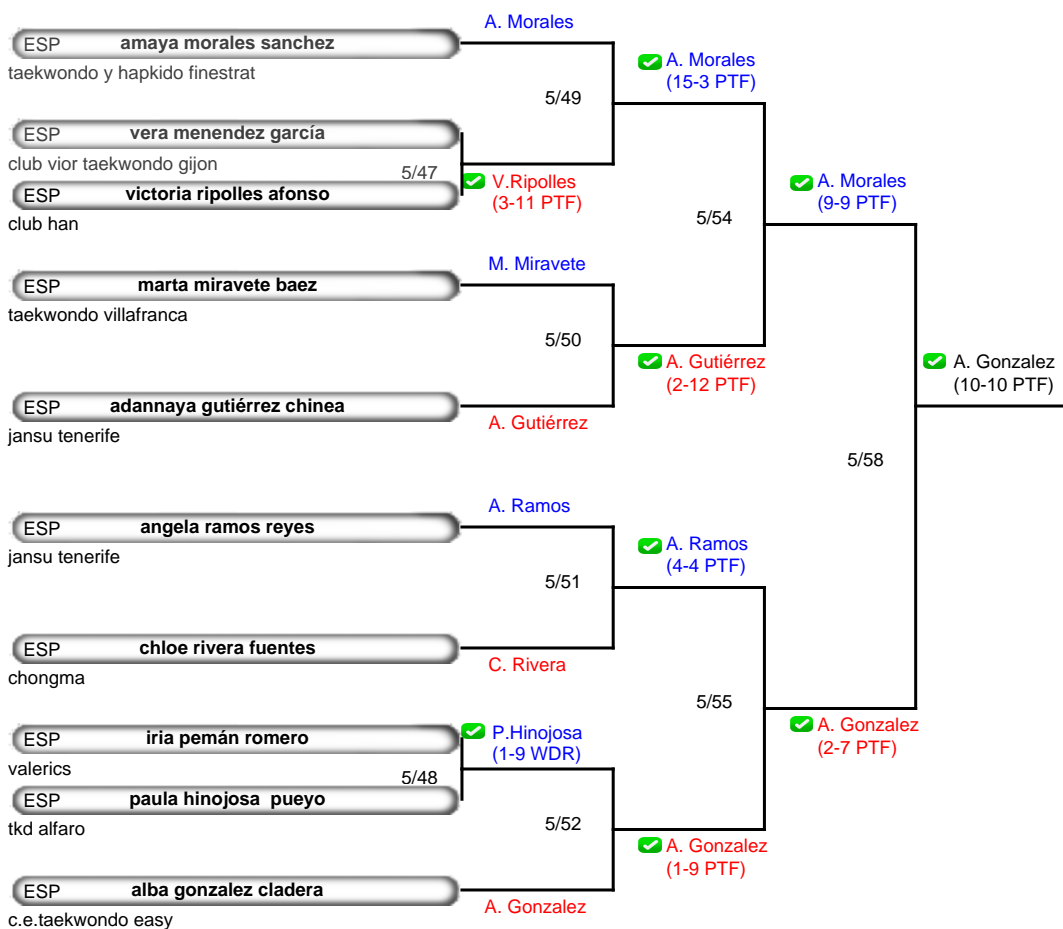 A. Morales
ESP amaya morales sanchez
taekwondo y hapkido finestrat
A. Morales
(15-3 PTF)
5/49
ESP vera menendez garcía
club vior taekwondo gijon
5/47
V.Ripolles
(3-11 PTF)
ESP victoria ripolles afonso
club han
A. Morales
(9-9 PTF)
5/54
M. Miravete
ESP marta miravete baez
taekwondo villafranca
5/50
A. Gutiérrez
(2-12 PTF)
A. Gonzalez
(10-10 PTF)
ESP adannaya gutiérrez chinea
A. Gutiérrez
jansu tenerife
5/58
A. Ramos
ESP angela ramos reyes
jansu tenerife
A. Ramos
(4-4 PTF)
5/51
ESP chloe rivera fuentes
C. Rivera
chongma
5/55
A. Gonzalez
(2-7 PTF)
P.Hinojosa
(1-9 WDR)
ESP iria pemán romero
valerics
5/48
ESP paula hinojosa pueyo
tkd alfaro
5/52
A. Gonzalez
(1-9 PTF)
ESP alba gonzalez cladera
A. Gonzalez
c.e.taekwondo easy